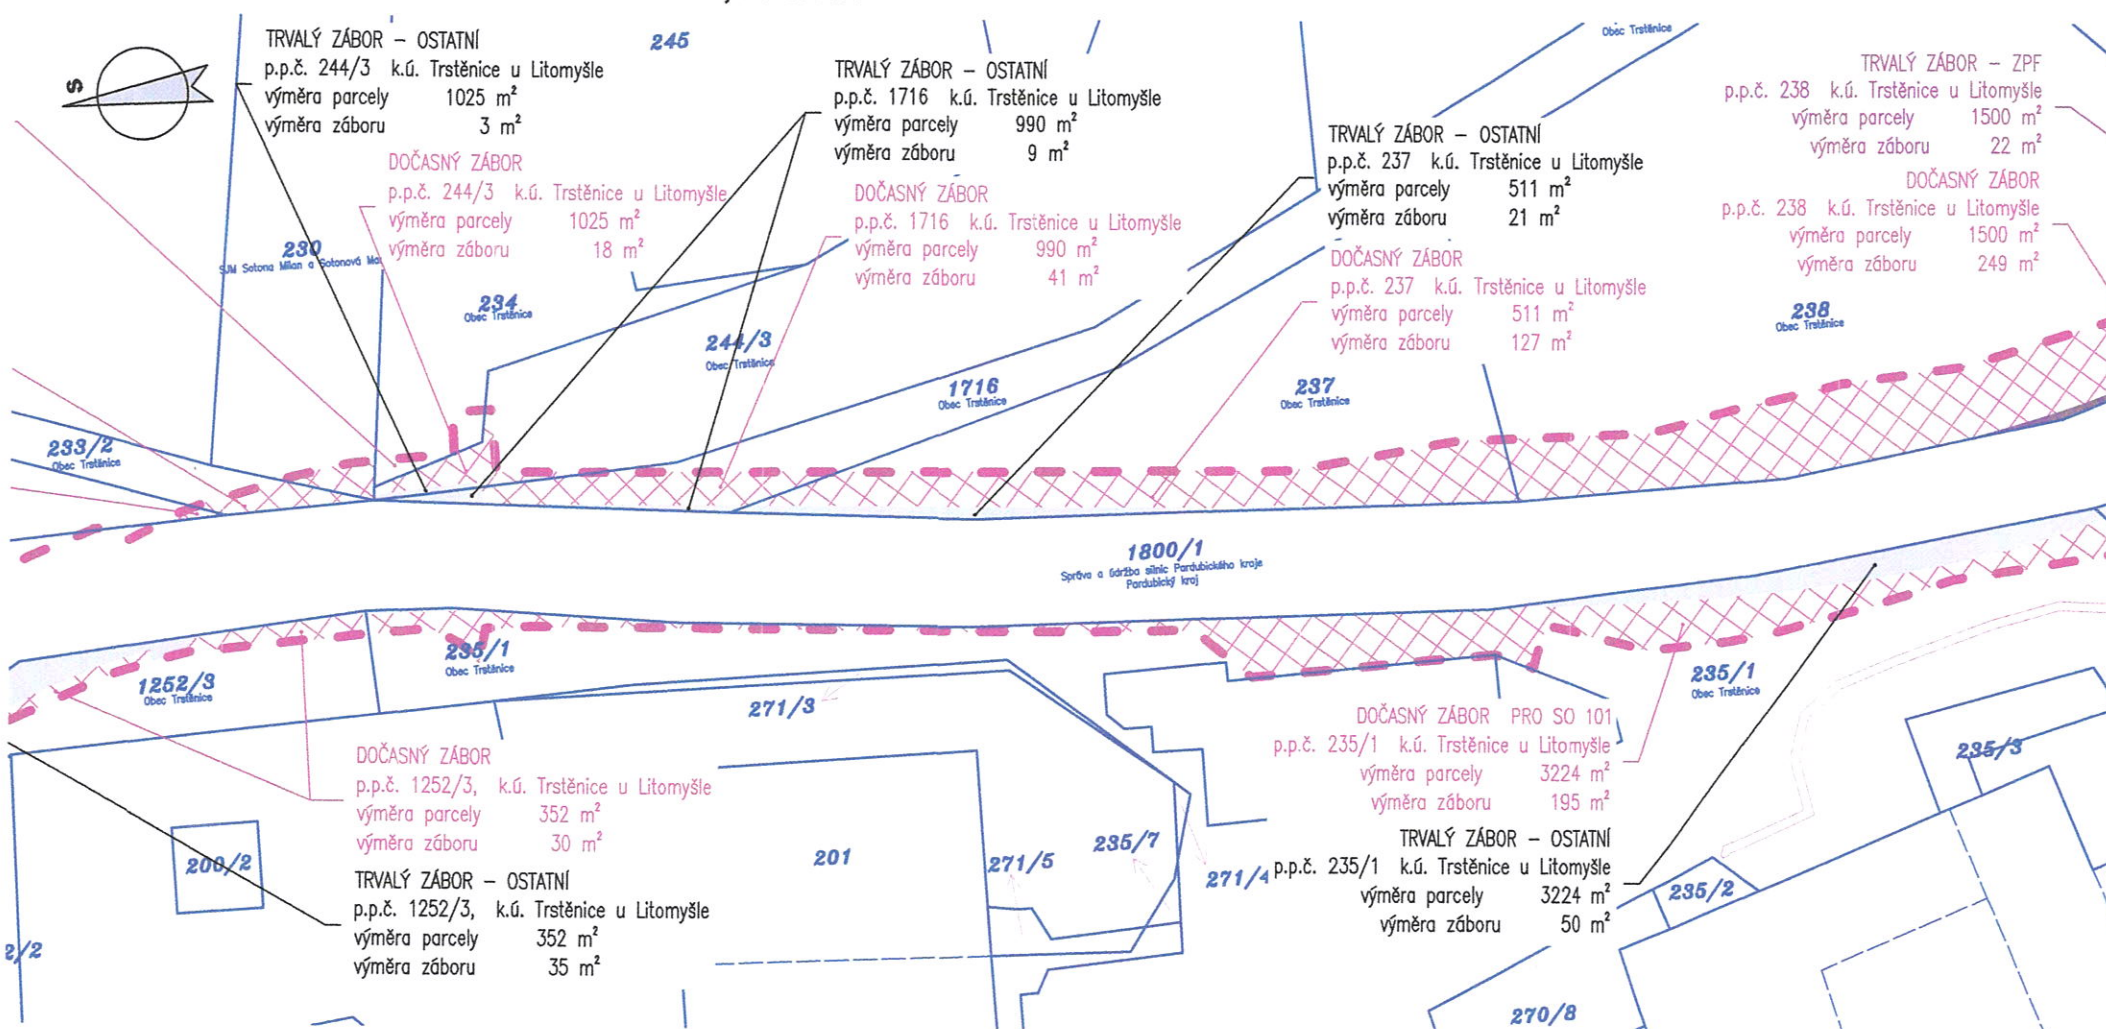 S
TRVALÝ ZÁBOR – OSTATNÍ
p.p.č. 244/3 k.ú. Trstěnice u Litomyšle
výměra parcely 1025 m²
výměra záboru 3 m²
DOČASNÝ ZÁBOR
p.p.č. 244/3 k.ú. Trstěnice u Litomyšle
výměra parcely 1025 m²
výměra záboru 18 m²
245
TRVALÝ ZÁBOR – OSTATNÍ
p.p.č. 1716 k.ú. Trstěnice u Litomyšle
výměra parcely 990 m²
výměra záboru 9 m²
DOČASNÝ ZÁBOR
p.p.č. 1716 k.ú. Trstěnice u Litomyšle
výměra parcely 990 m²
výměra záboru 41 m²
TRVALÝ ZÁBOR – OSTATNÍ
p.p.č. 237 k.ú. Trstěnice u Litomyšle
výměra parcely 511 m²
výměra záboru 21 m²
DOČASNÝ ZÁBOR
p.p.č. 237 k.ú. Trstěnice u Litomyšle
výměra parcely 511 m²
výměra záboru 127 m²
Obec Trstěnice
TRVALÝ ZÁBOR – ZPF
p.p.č. 238 k.ú. Trstěnice u Litomyšle
výměra parcely 1500 m²
výměra záboru 22 m²
DOČASNÝ ZÁBOR
p.p.č. 238 k.ú. Trstěnice u Litomyšle
výměra parcely 1500 m²
výměra záboru 249 m²
230
SJM Sotona Milan a Sotonová
234
Obec Trstěnice
244/3
Obec Trstěnice
1716
Obec Trstěnice
237
Obec Trstěnice
238
Obec Trstěnice
233/2
Obec Trstěnice
1800/1
Správa a údržba silnic Pardubického kraje
Pardubický kraj
1252/3
Obec Trstěnice
235/1
Obec Trstěnice
235/1
Obec Trstěnice
271/3
DOČASNÝ ZÁBOR
p.p.č. 1252/3, k.ú. Trstěnice u Litomyšle
výměra parcely 352 m²
výměra záboru 30 m²
TRVALÝ ZÁBOR – OSTATNÍ
p.p.č. 1252/3, k.ú. Trstěnice u Litomyšle
výměra parcely 352 m²
výměra záboru 35 m²
DOČASNÝ ZÁBOR PRO SO 101
p.p.č. 235/1 k.ú. Trstěnice u Litomyšle
výměra parcely 3224 m²
výměra záboru 195 m²
TRVALÝ ZÁBOR – OSTATNÍ
p.p.č. 235/1 k.ú. Trstěnice u Litomyšle
výměra parcely 3224 m²
výměra záboru 50 m²
235/3
200/2
201
271/5
235/7
271/4
235/2
2/2
270/8